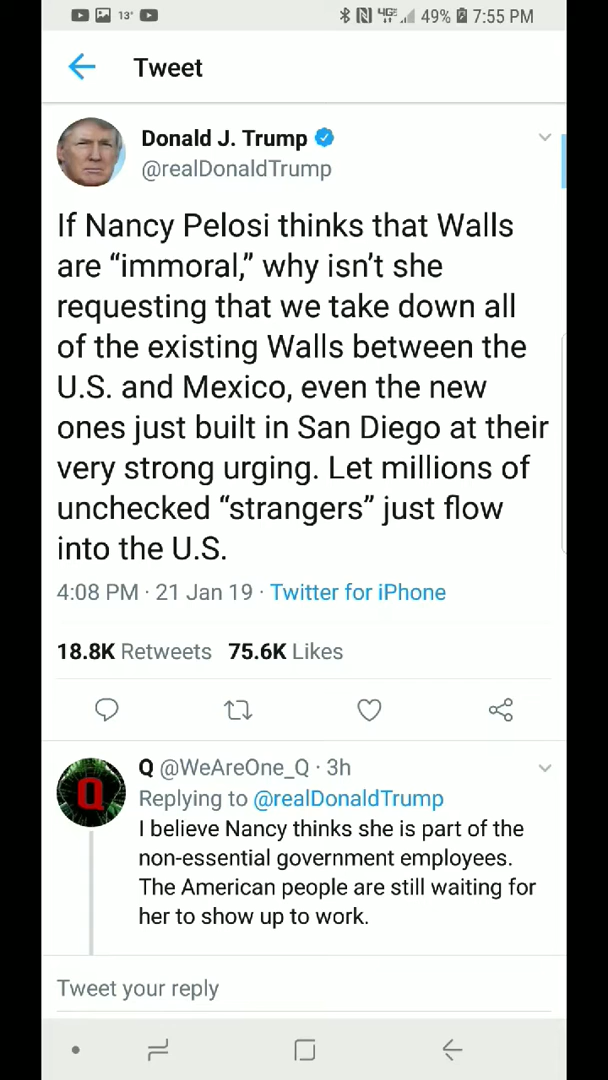 13° 4GE 49% 7:55 PM
Tweet
Donald J. Trump
@realDonaldTrump
If Nancy Pelosi thinks that Walls
are “immoral,” why isn’t she
requesting that we take down all
of the existing Walls between the
U.S. and Mexico, even the new
ones just built in San Diego at their
very strong urging. Let millions of
unchecked “strangers” just flow
into the U.S.
4:08 PM · 21 Jan 19 · Twitter for iPhone
18.8K Retweets 75.6K Likes
Q @WeAreOne_Q · 3h
Q
Replying to @realDonaldTrump
I believe Nancy thinks she is part of the
non-essential government employees.
The American people are still waiting for
her to show up to work.
Tweet your reply